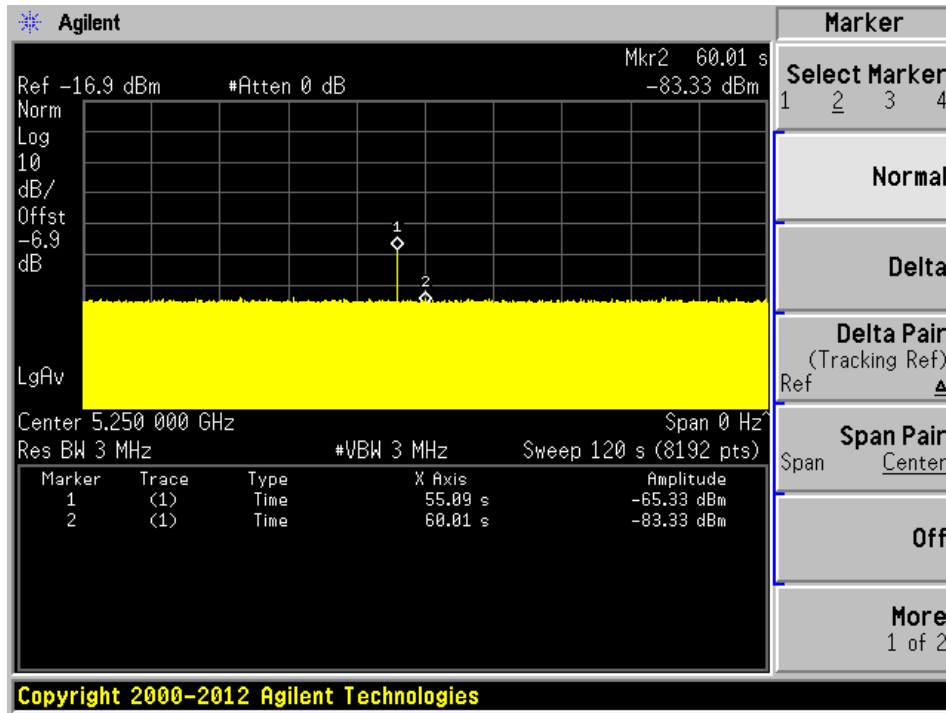 Agilent
Marker
Mkr2 60.01 s
Ref -16.9 dBm #Atten 0 dB -83.33 dBm
Norm
Log
10
dB/
Offst
-6.9
dB
1
2
LgAv
Center 5.250 000 GHz Span 0 Hz^
Res BW 3 MHz #VBW 3 MHz Sweep 120 s (8192 pts)
Marker Trace Type X Axis Amplitude
1 (1) Time 55.09 s -65.33 dBm
2 (1) Time 60.01 s -83.33 dBm
Select Marker
1 2 3 4
Normal
Delta
Delta Pair
(Tracking Ref)
Ref Δ
Span Pair
Span Center
Off
More
1 of 2
Copyright 2000-2012 Agilent Technologies